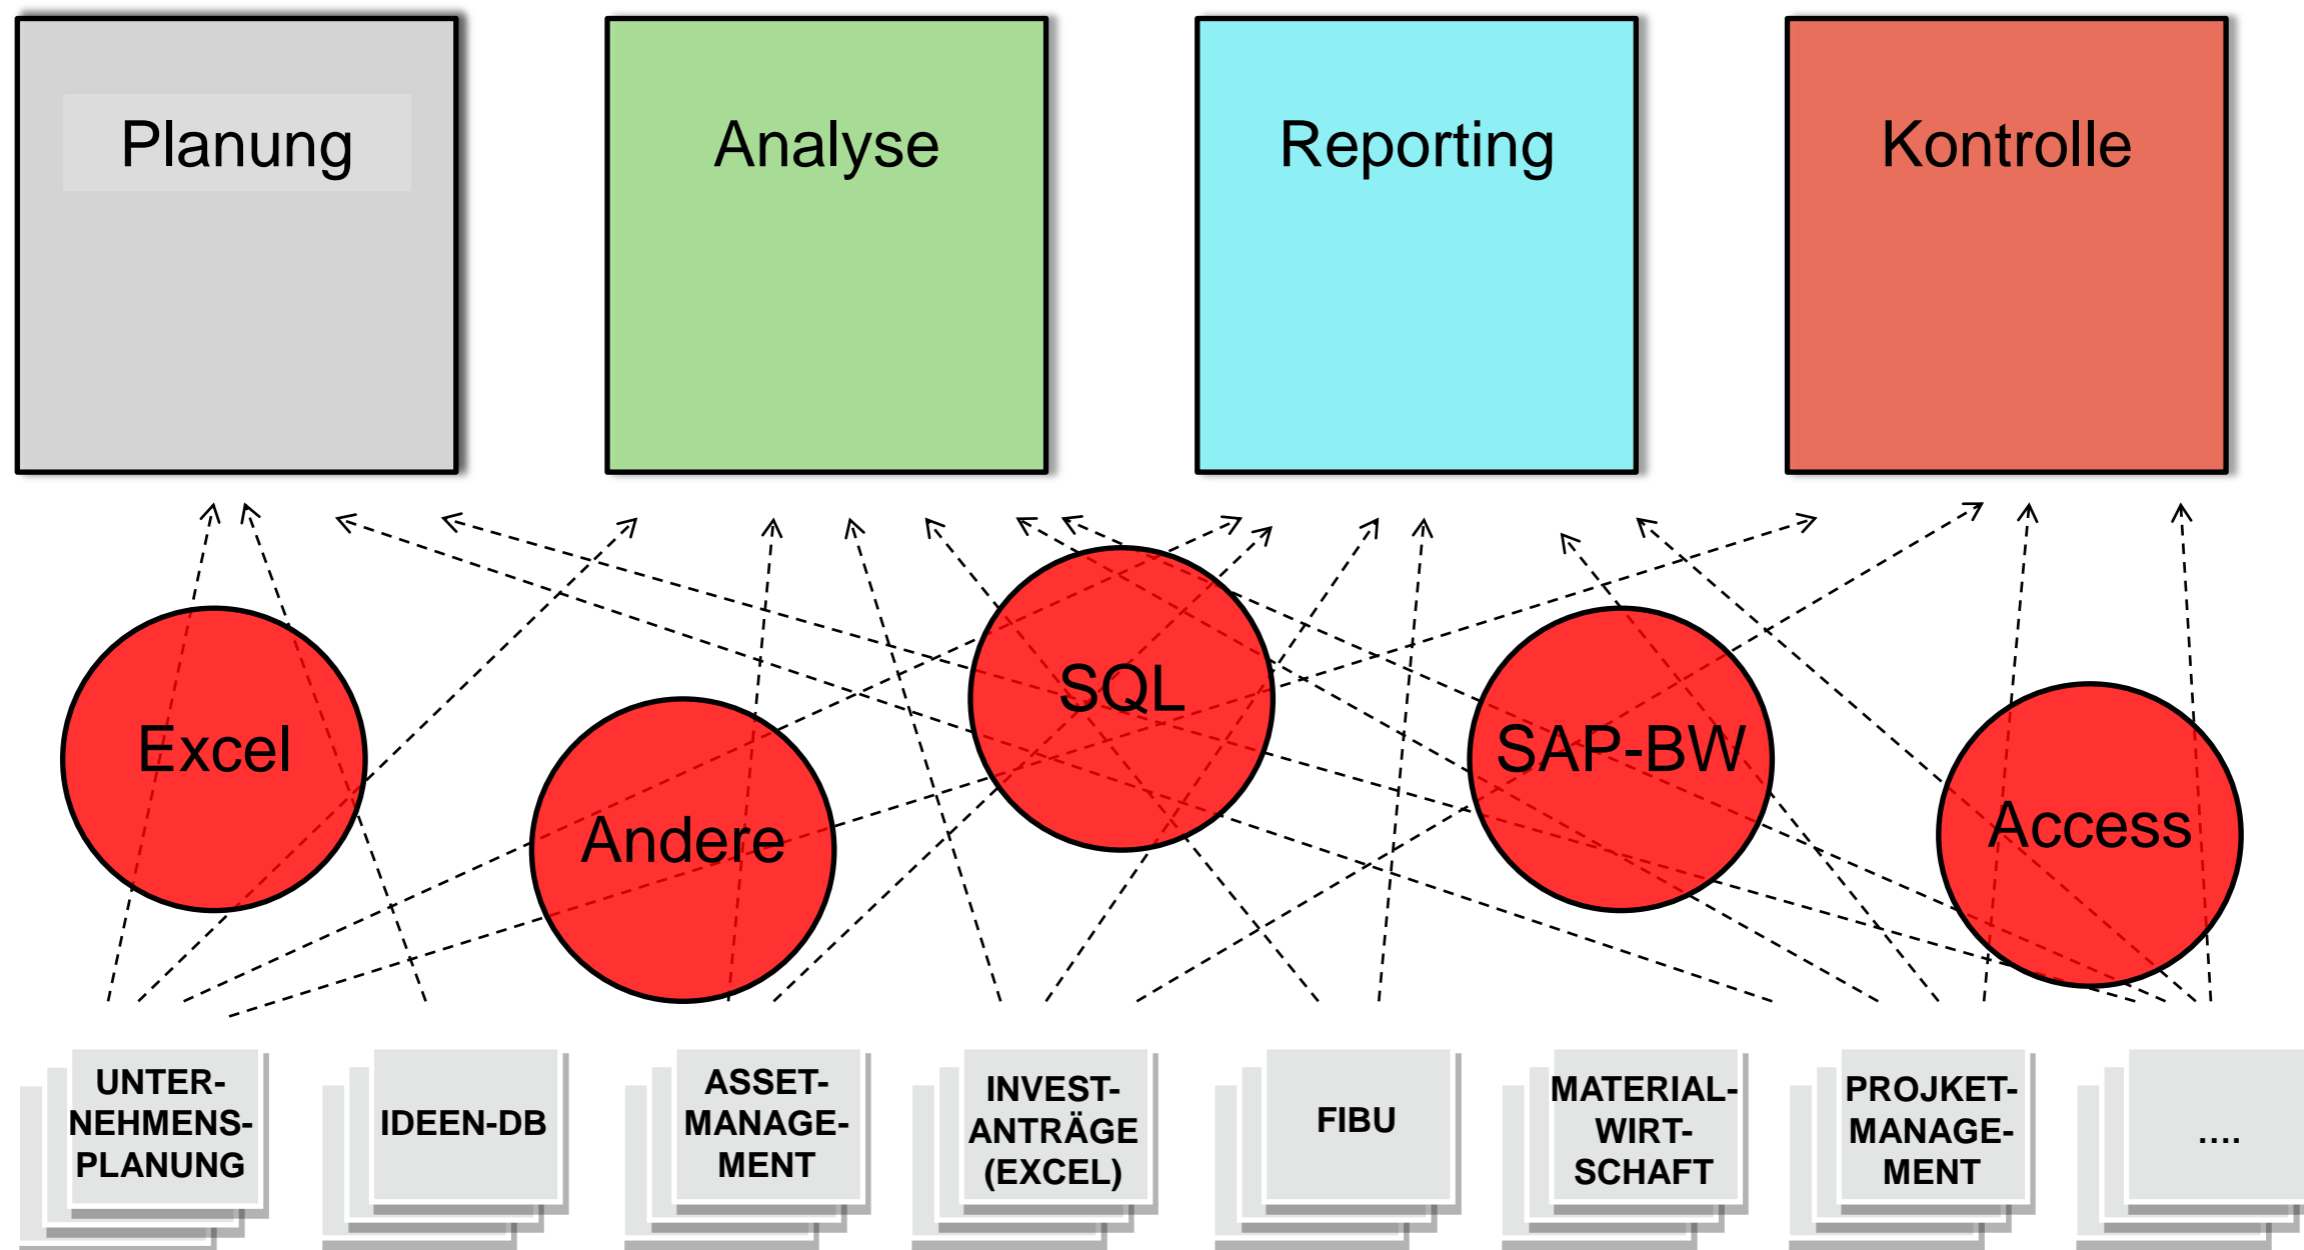 Planung
Analyse
Reporting
Kontrolle
Excel
Andere
SQL
SAP-BW
Access
UNTER-
NEHMENS-
PLANUNG
IDEEN-DB
ASSET-
MANAGE-
MENT
INVEST-
ANTRÄGE
(EXCEL)
FIBU
MATERIAL-
WIRT-
SCHAFT
PROJKET-
MANAGE-
MENT
....